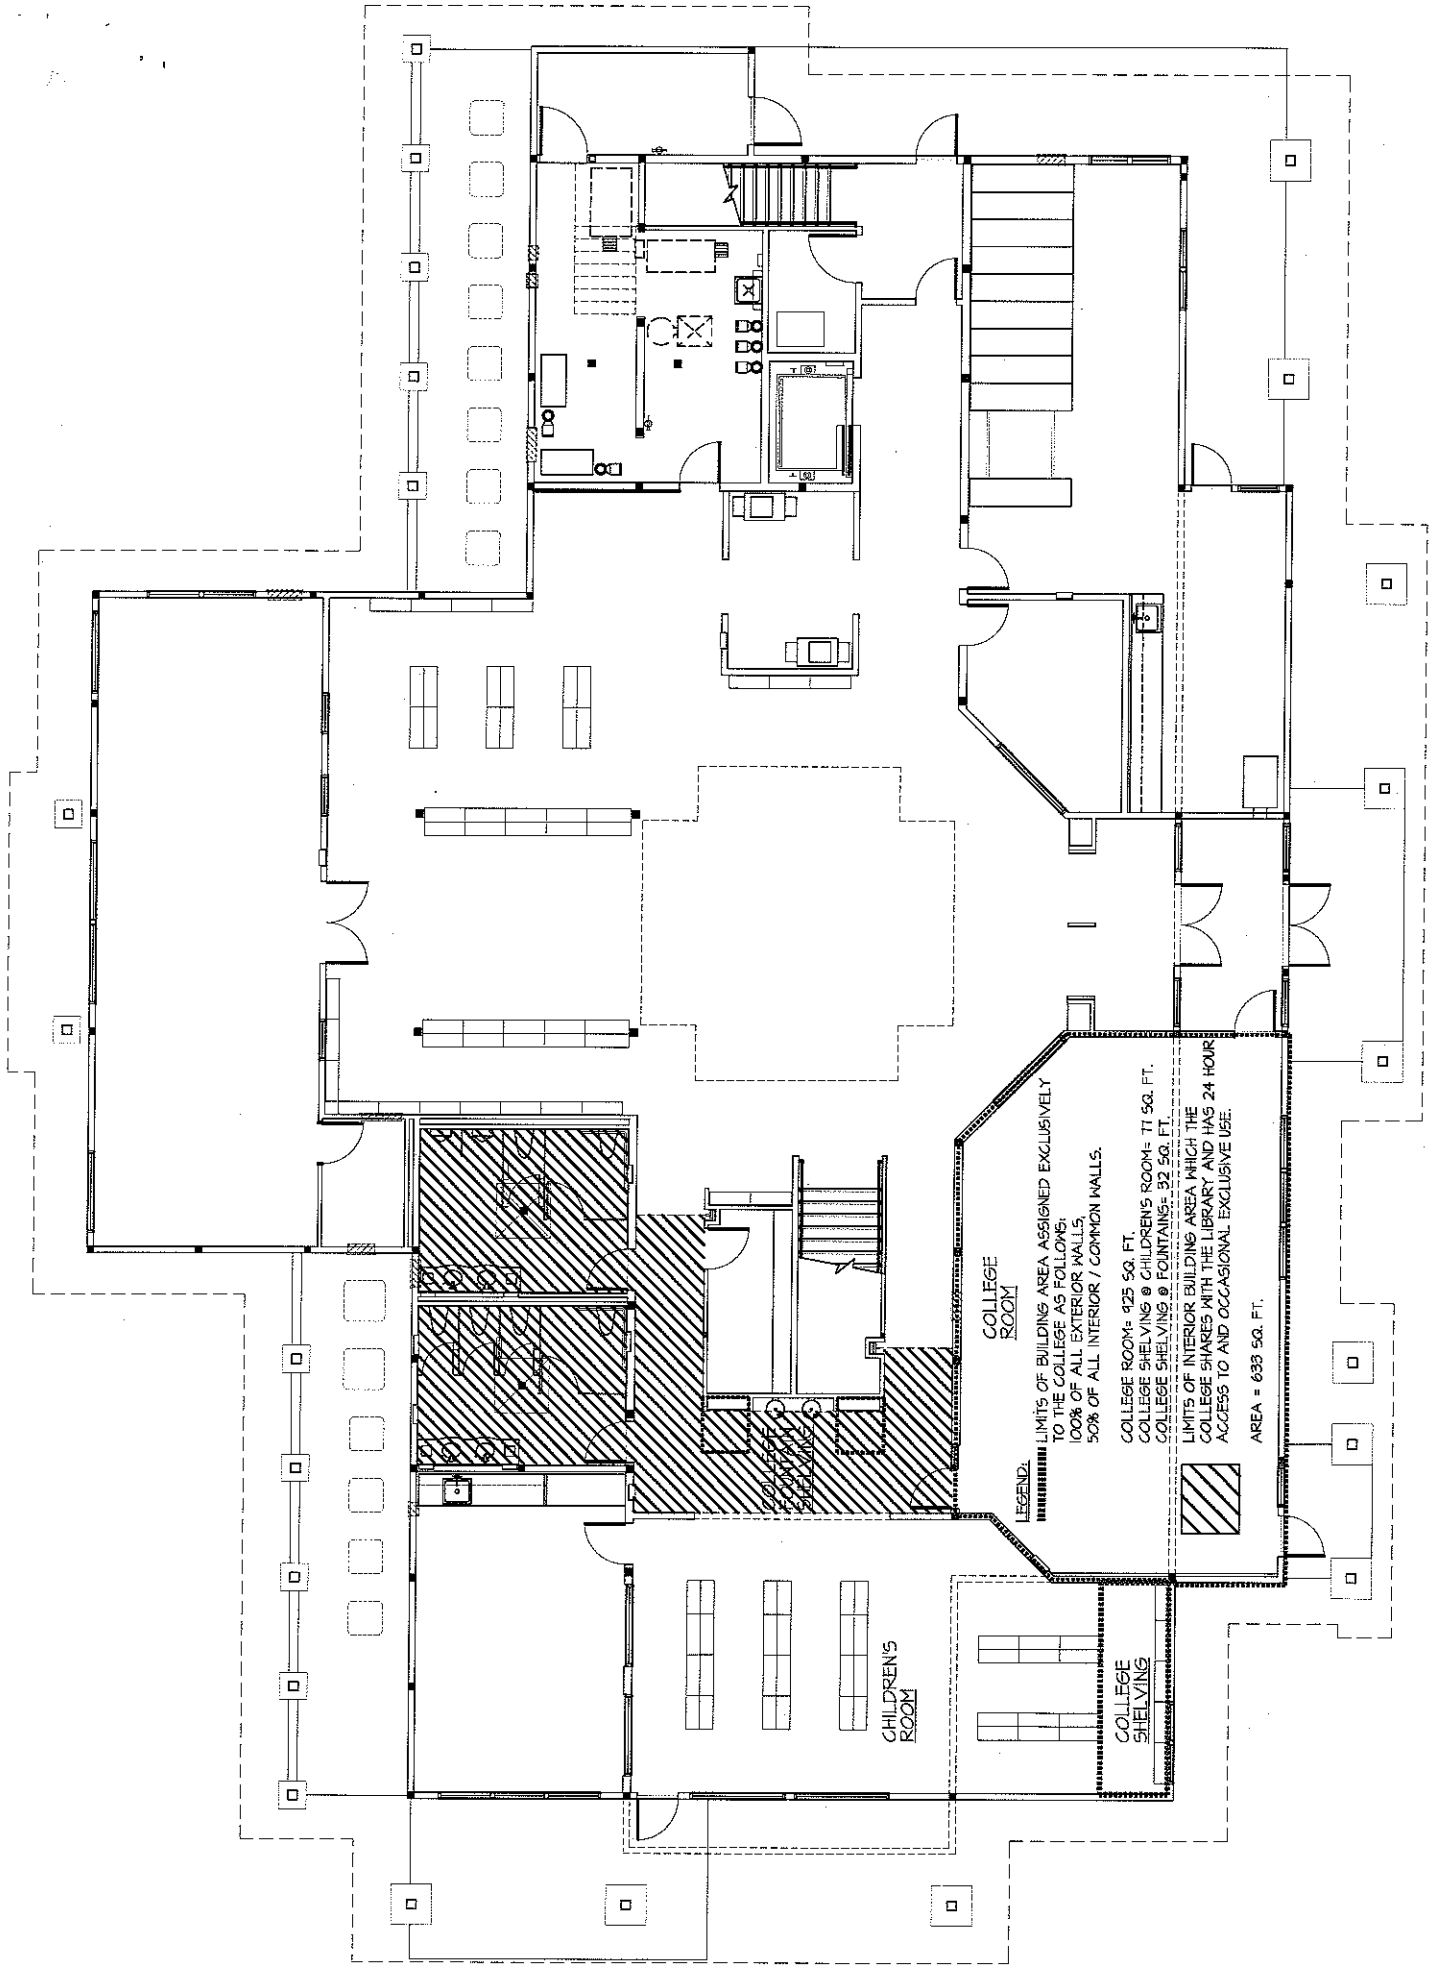 COLLEGE
ROOM
LEGEND:
LIMITS OF BUILDING AREA ASSIGNED EXCLUSIVELY
TO THE COLLEGE AS FOLLOWS:
100% OF ALL EXTERIOR WALLS,
50% OF ALL INTERIOR / COMMON WALLS.
COLLEGE ROOM= 925 SQ. FT.
COLLEGE SHELVING @ CHILDREN'S ROOM= 77 SQ. FT.
COLLEGE SHELVING @ FOUNTAINS= 32 SQ. FT.
LIMITS OF INTERIOR BUILDING AREA WHICH THE
COLLEGE SHARES WITH THE LIBRARY AND HAS 24 HOUR
ACCESS TO AND OCCASIONAL EXCLUSIVE USE.
AREA = 633 SQ. FT.
COLLEGE
FOUNTAIN
SHELVING
CHILDREN'S
ROOM
COLLEGE
SHELVING